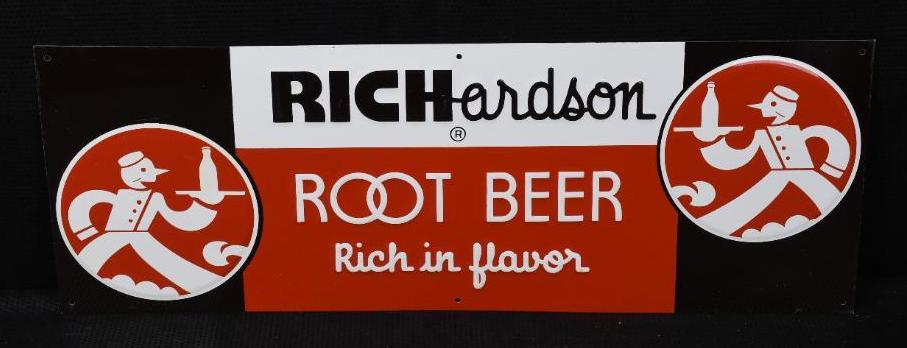 RICHardson
®
ROOT BEER
Rich in flavor